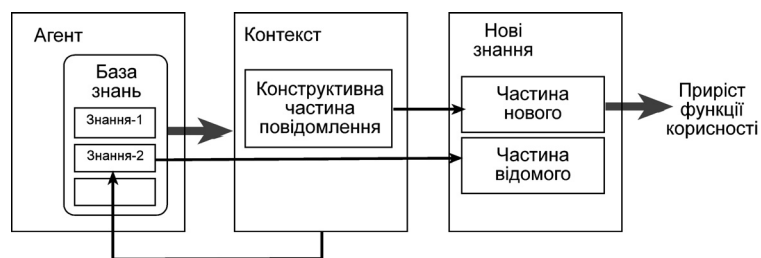 Агент
База
знань
Знання-1
Знання-2
Контекст
Конструктивна
частина
повідомлення
Нові
знання
Частина
нового
Частина
відомого
Приріст
функції
корисності